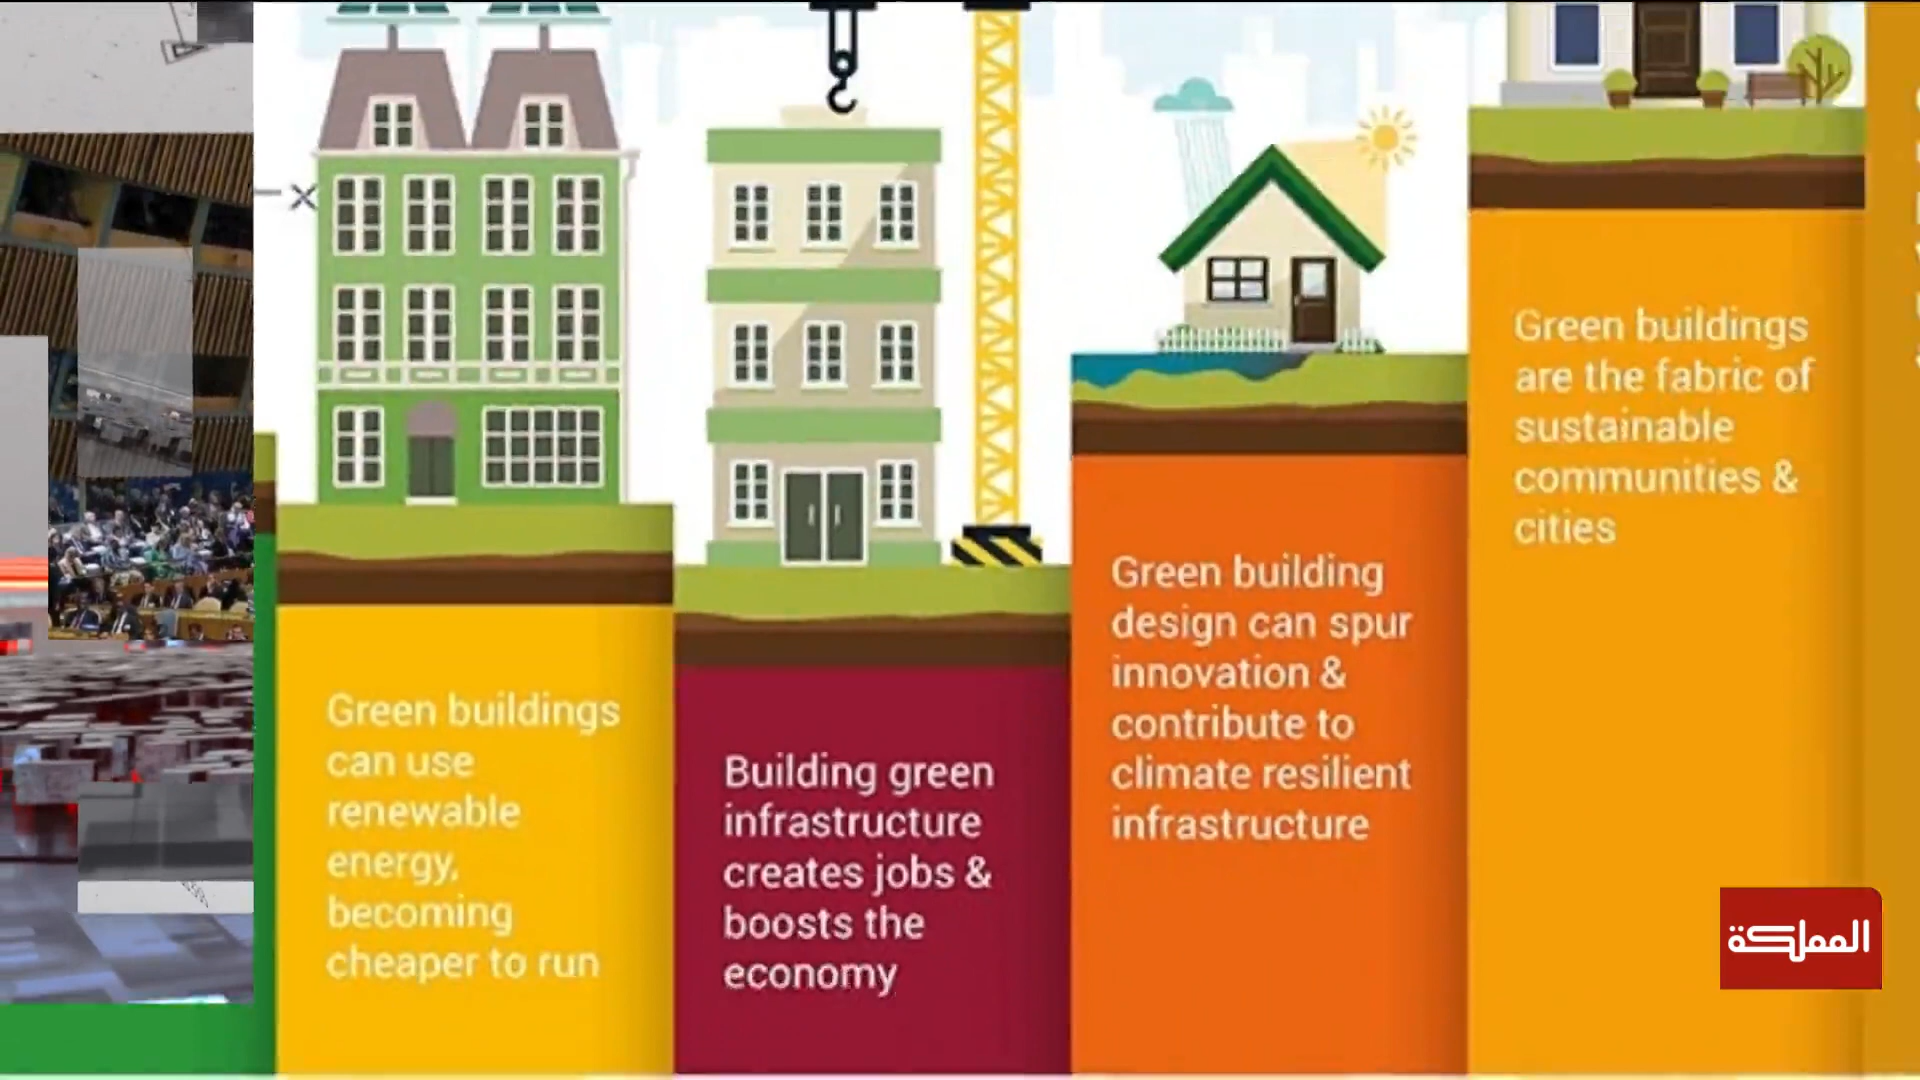 Green buildings
can use
renewable
energy,
becoming
cheaper to run
Building green
infrastructure
creates jobs &
boosts the
economy
Green building
design can spur
innovation &
contribute to
climate resilient
infrastructure
Green buildings
are the fabric of
sustainable
communities &
cities
المملكة